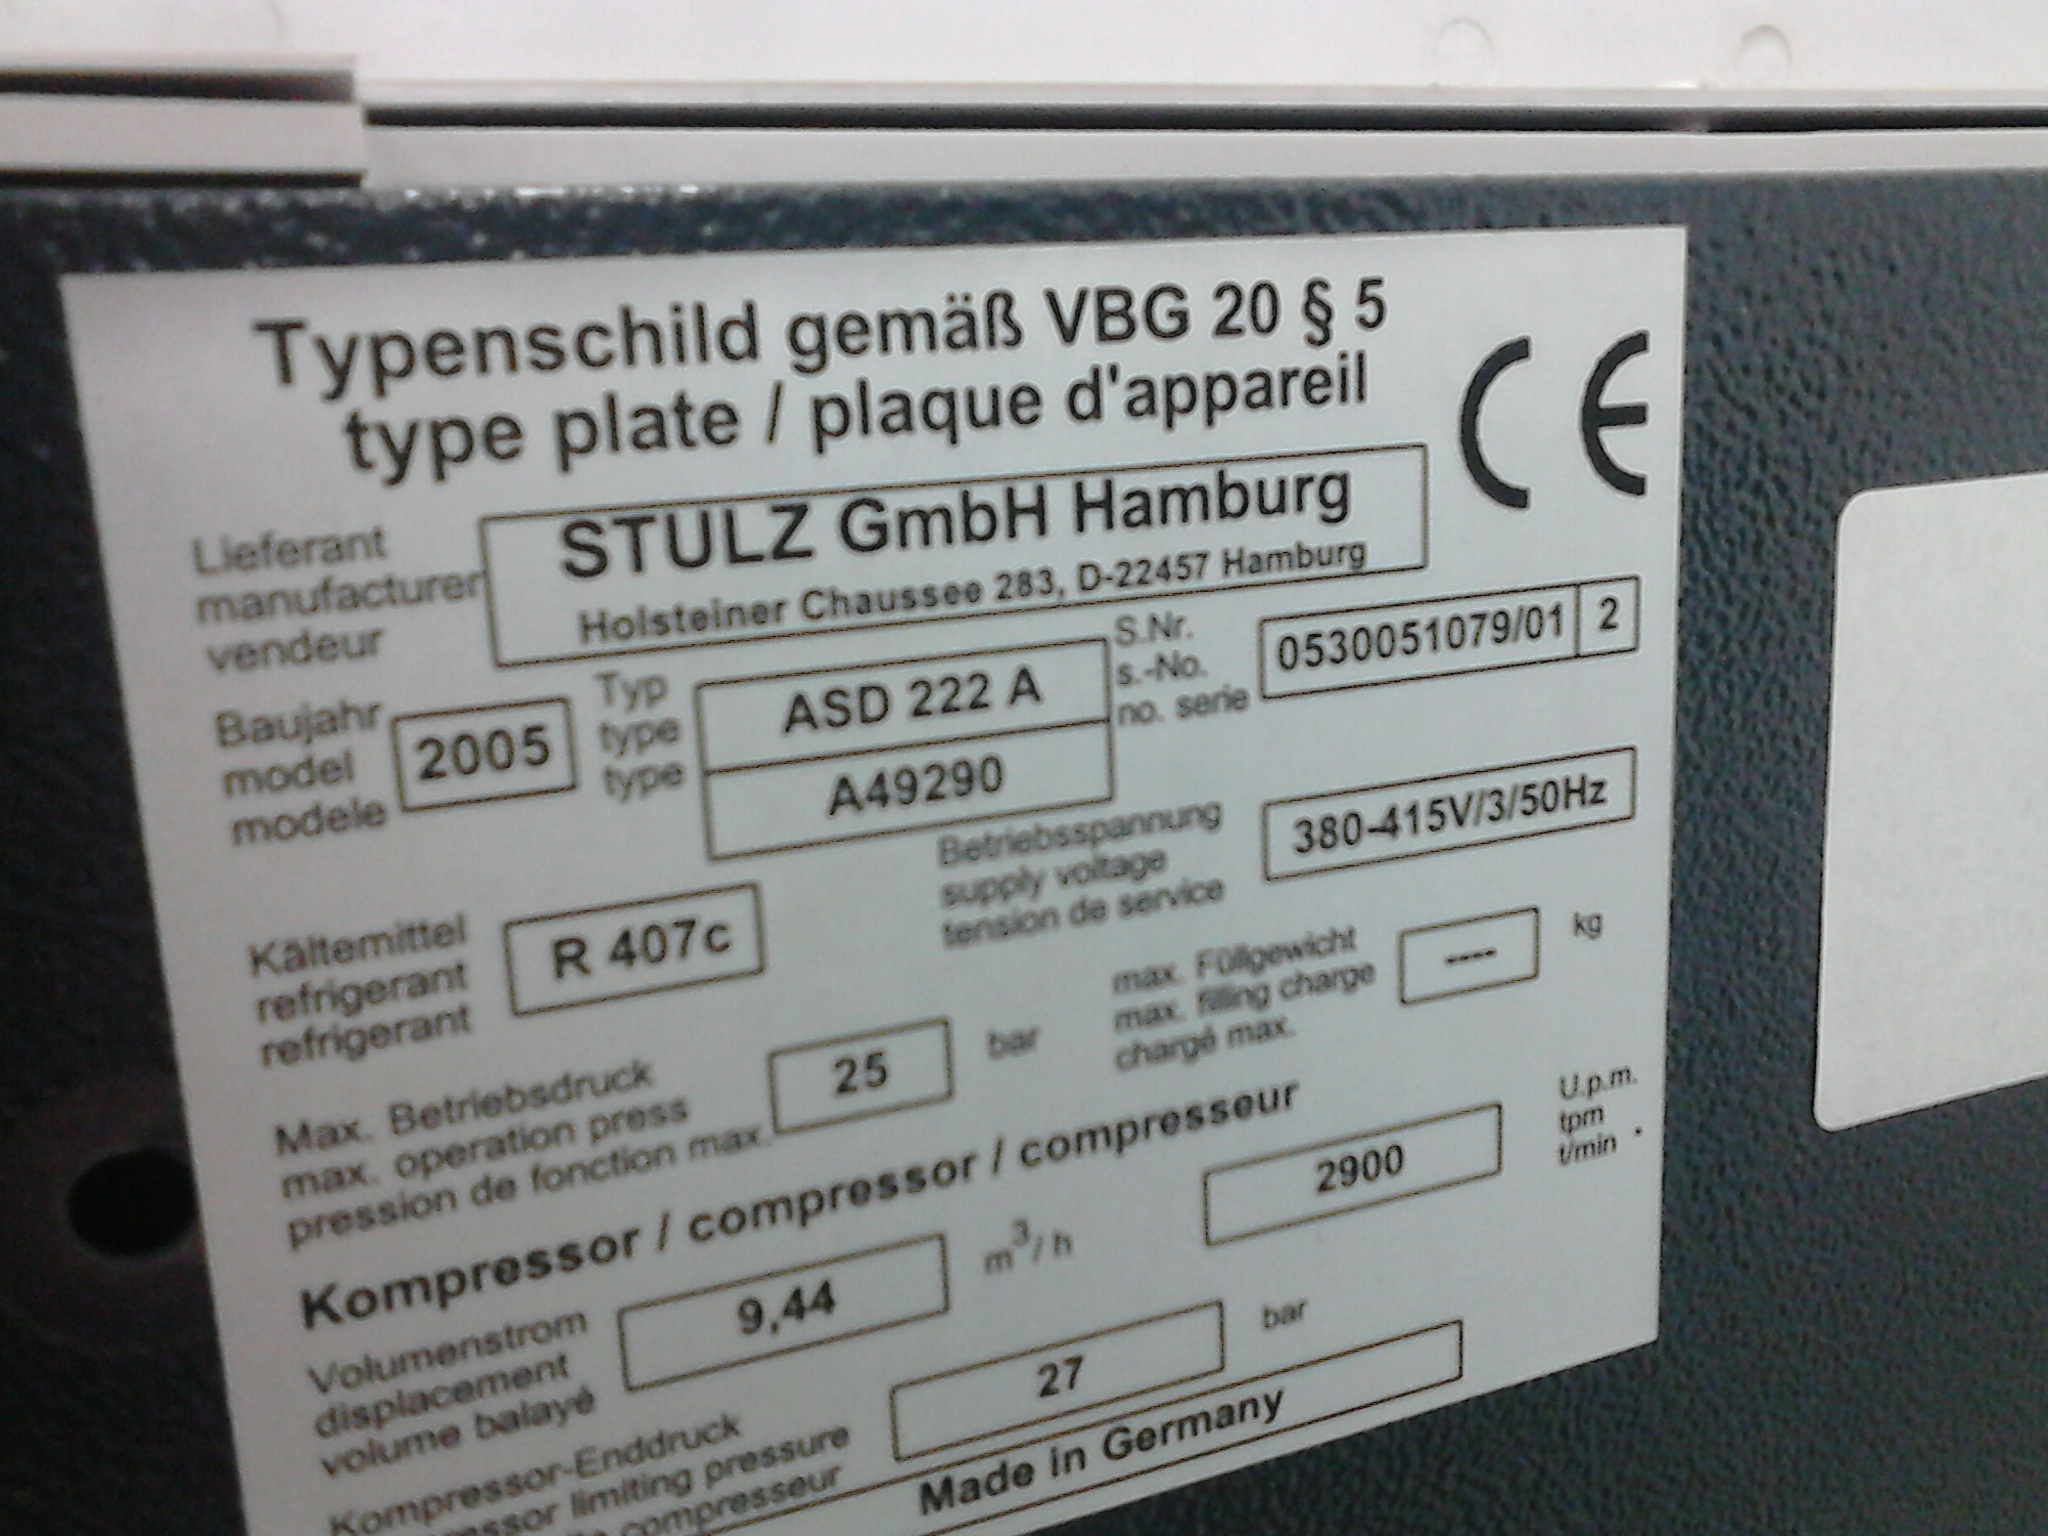 Typenschild gemäß VBG 20 § 5
type plate / plaque d'appareil
CE
Lieferant
manufacturer
vendeur
STULZ GmbH Hamburg
Holsteiner Chaussee 283, D-22457 Hamburg
Baujahr
model
modele
2005
Typ
type
type
ASD 222 A
A49290
S.Nr.
s.-No.
no. serie
0530051079/01 2
Betriebsspannung
supply voltage
tension de service
380-415V/3/50Hz
Kältemittel
refrigerant
refrigerant
R 407c
max. Füllgewicht
max. filling charge
chargé max.
----
kg
Max. Betriebsdruck
max. operation press
pression de fonction max.
25
bar
Kompressor / compressor / compresseur
Volumenstrom
displacement
volume balayé
9,44
m³/ h
2900
U.p.m.
tpm
t/min
Kompressor-Enddruck
limiting pressure
compresseur
27
bar
Made in Germany